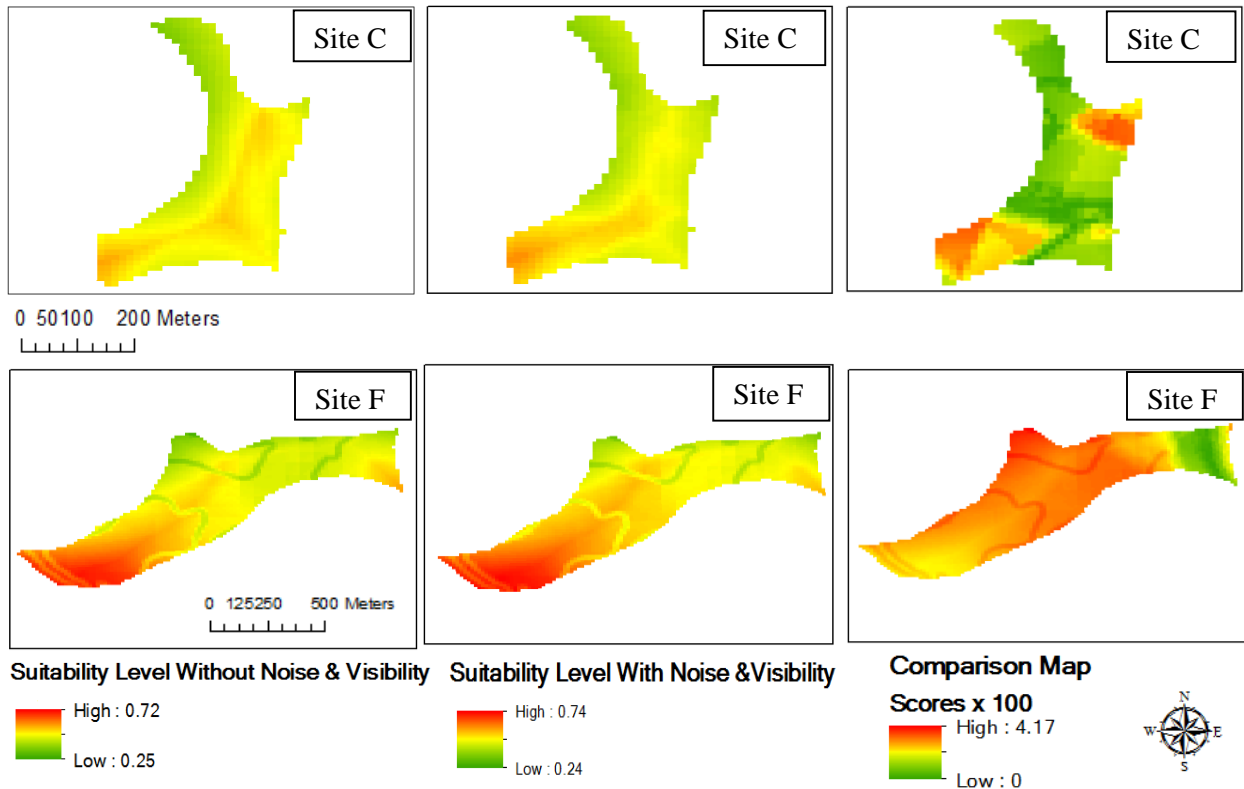 Site C
Site C
Site C
0 50100 200 Meters
Site F
Site F
Site F
0 125250 500 Meters
Suitability Level Without Noise & Visibility
High : 0.72
Low : 0.25
Suitability Level With Noise &Visibility
High : 0.74
Low : 0.24
Comparison Map
Scores x 100
High : 4.17
Low : 0
N
W E
S